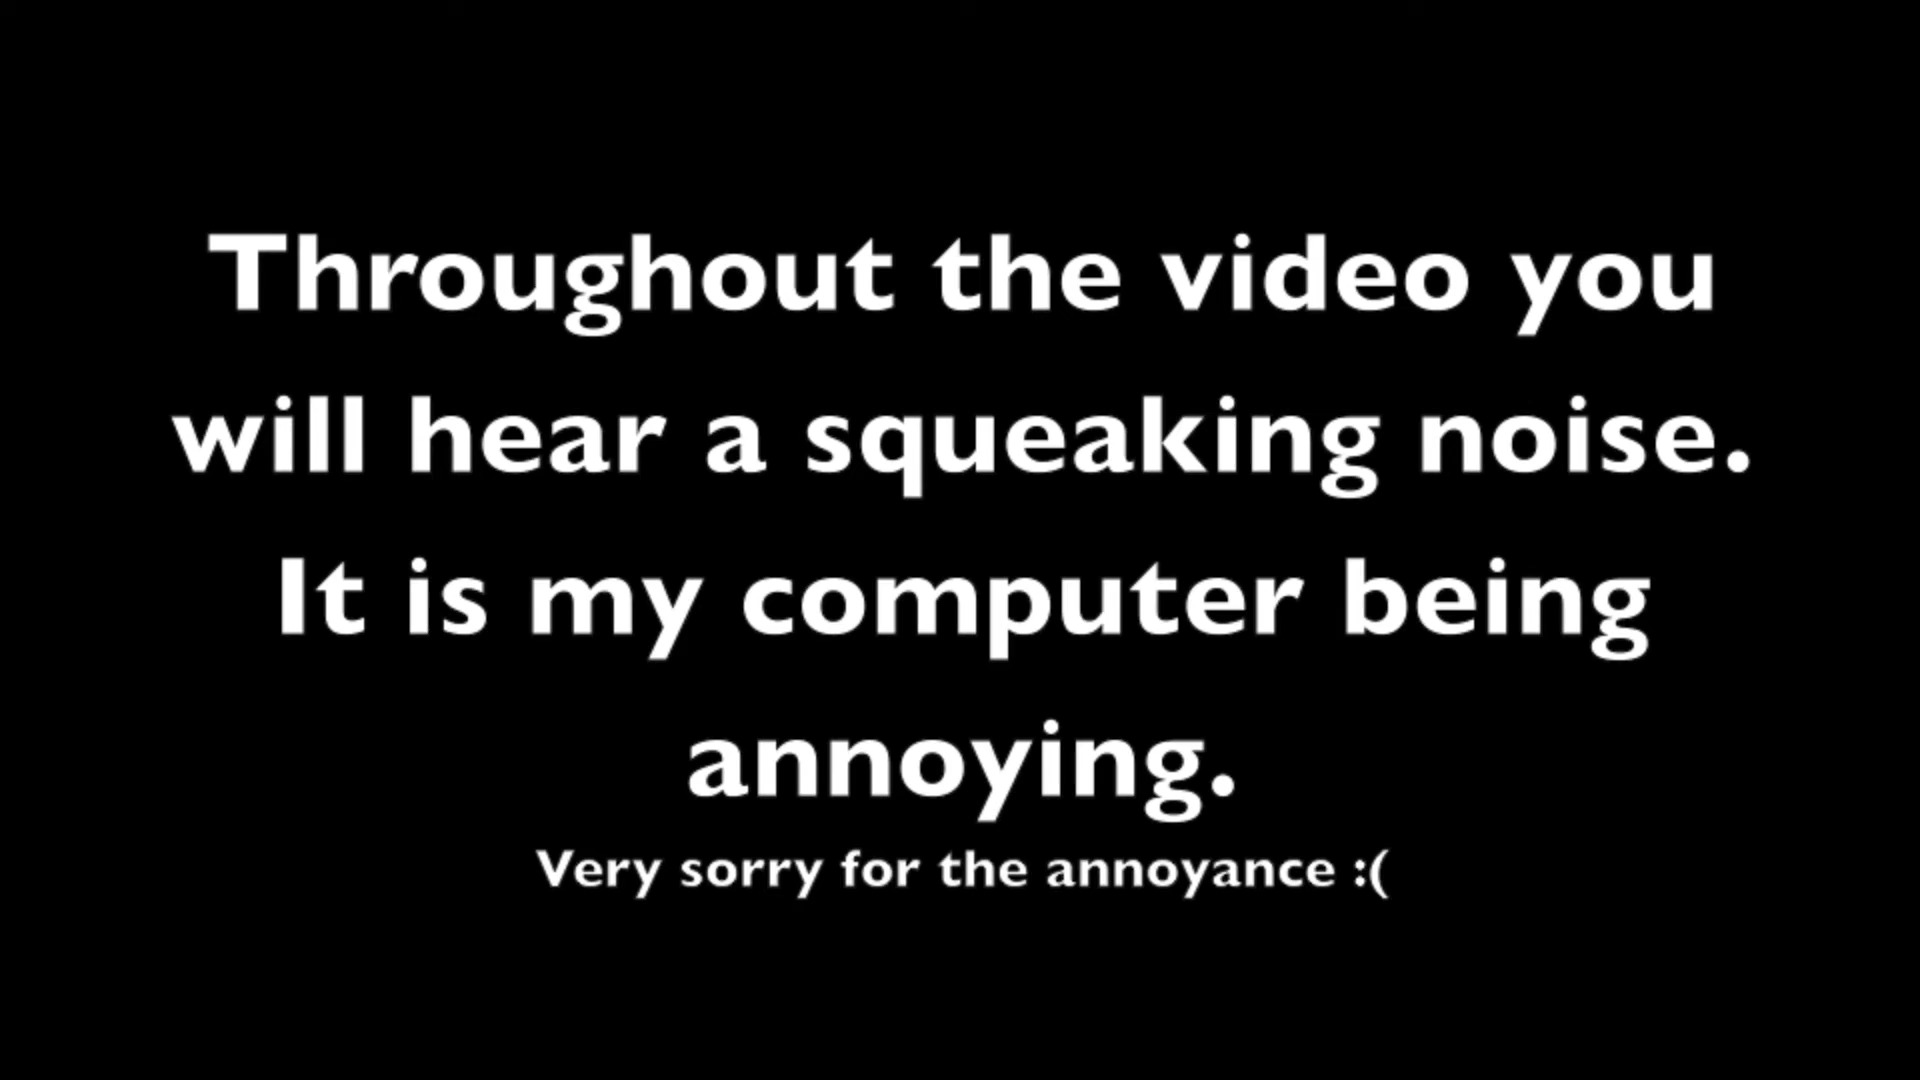 Throughout the video you
will hear a squeaking noise.
It is my computer being
annoying.
Very sorry for the annoyance :(